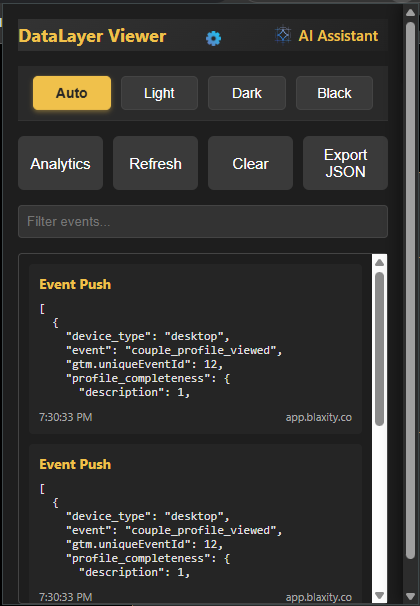 DataLayer Viewer
AI Assistant
Auto
Light
Dark
Black
Analytics
Refresh
Clear
Export
JSON
Filter events...
Event Push
[
{
"device_type": "desktop",
"event": "couple_profile_viewed",
"gtm.uniqueEventId": 12,
"profile_completeness": {
"description": 1,
7:30:33 PM
app.blaxity.co
Event Push
[
{
"device_type": "desktop",
"event": "couple_profile_viewed",
"gtm.uniqueEventId": 12,
"profile_completeness": {
"description": 1,
7:30:33 PM
app.blaxity.co